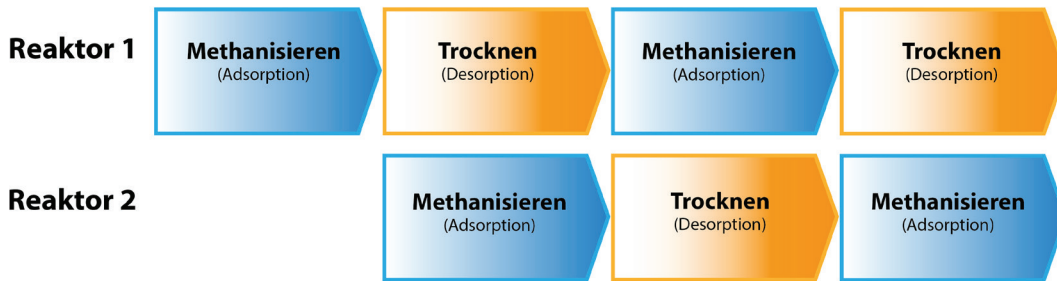 Reaktor 1
Methanisieren
(Adsorption)
Trocknen
(Desorption)
Methanisieren
(Adsorption)
Trocknen
(Desorption)
Reaktor 2
Methanisieren
(Adsorption)
Trocknen
(Desorption)
Methanisieren
(Adsorption)